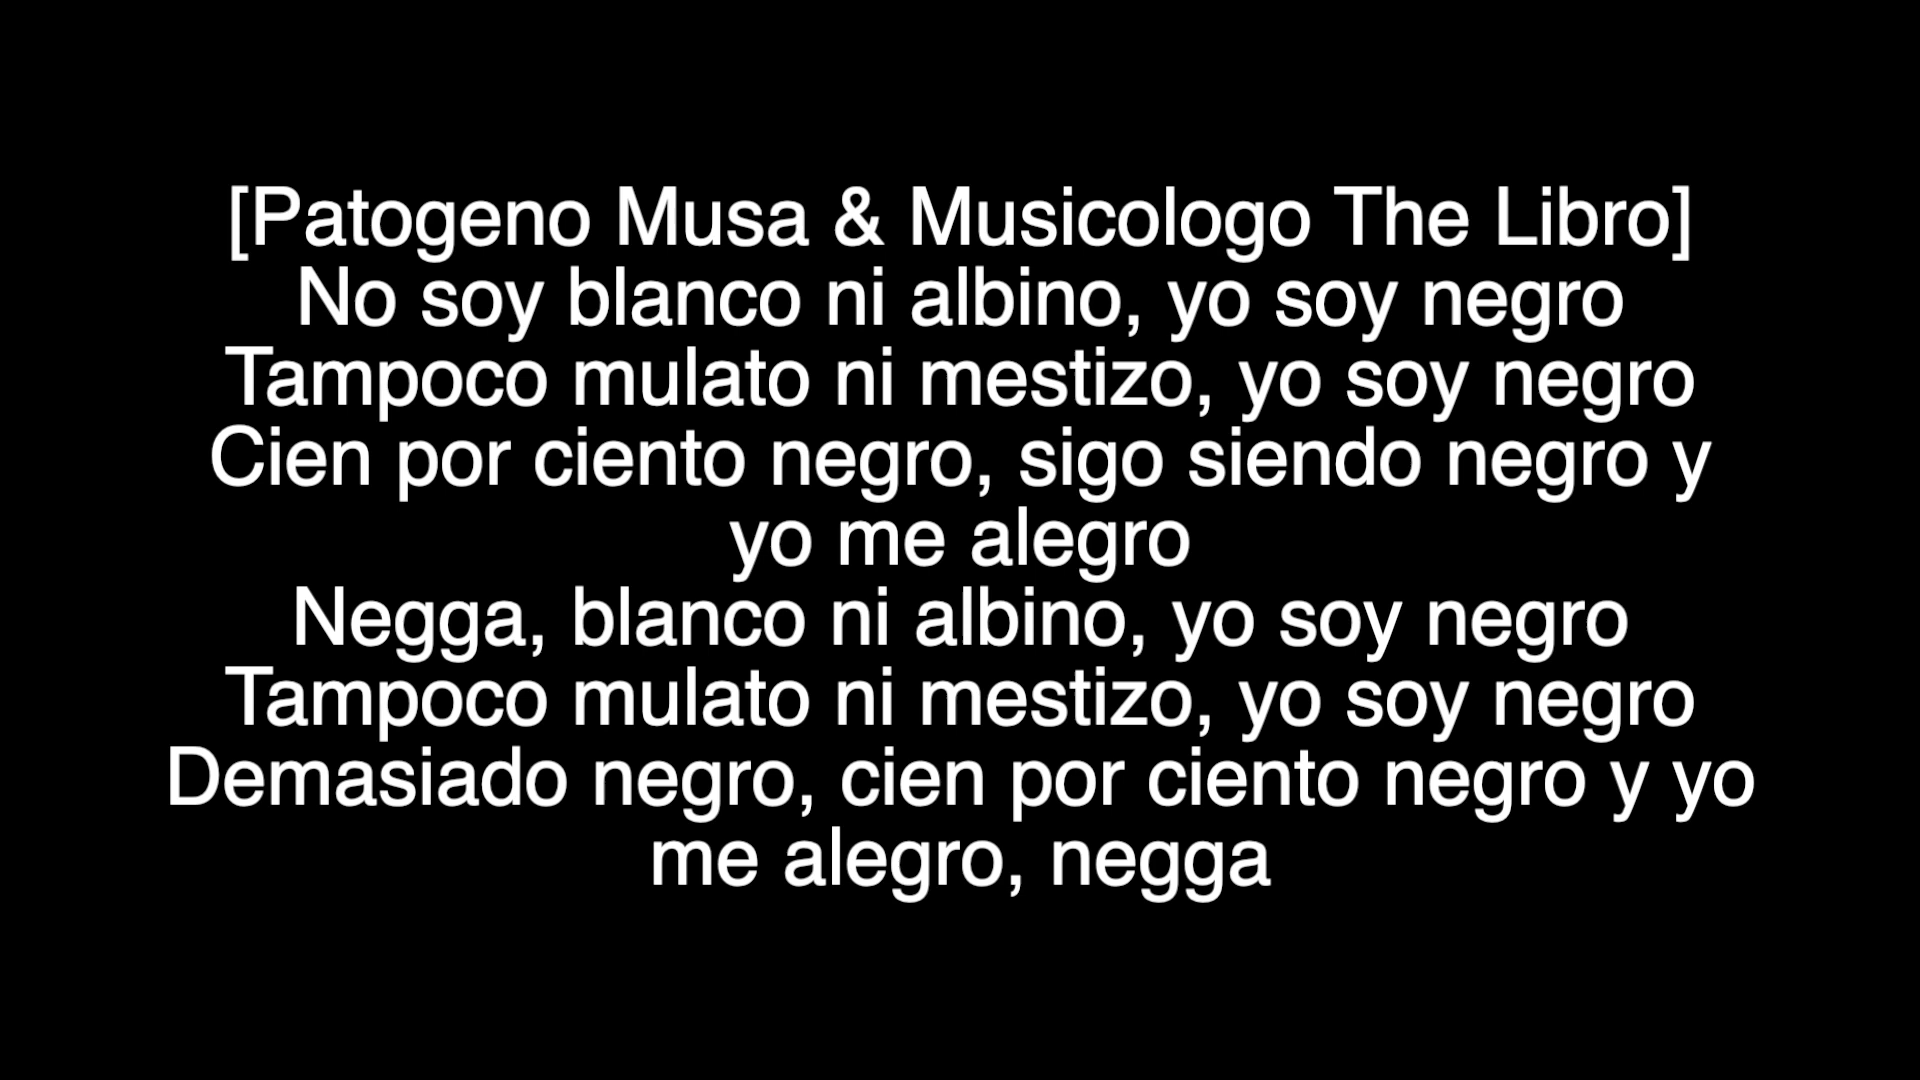 [Patogeno Musa & Musicologo The Libro]
No soy blanco ni albino, yo soy negro
Tampoco mulato ni mestizo, yo soy negro
Cien por ciento negro, sigo siendo negro y
yo me alegro
Negga, blanco ni albino, yo soy negro
Tampoco mulato ni mestizo, yo soy negro
Demasiado negro, cien por ciento negro y yo
me alegro, negga